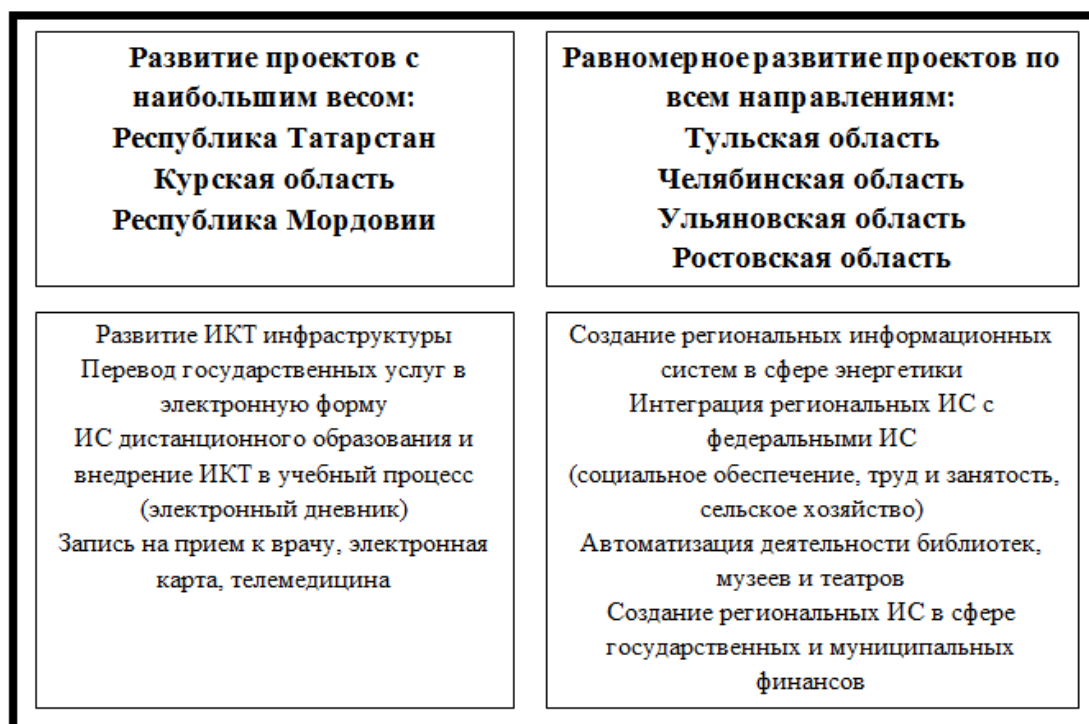 Развитие проектов с
наибольшим весом:
Республика Татарстан
Курская область
Республика Мордовии
Равномерное развитие проектов по
всем направлениям:
Тульская область
Челябинская область
Ульяновская область
Ростовская область
Развитие ИКТ инфраструктуры
Перевод государственных услуг в
электронную форму
ИС дистанционного образования и
внедрение ИКТ в учебный процесс
(электронный дневник)
Запись на прием к врачу, электронная
карта, телемедицина
Создание региональных информационных
систем в сфере энергетики
Интеграция региональных ИС с
федеральными ИС
(социальное обеспечение, труд и занятость,
сельское хозяйство)
Автоматизация деятельности библиотек,
музеев и театров
Создание региональных ИС в сфере
государственных и муниципальных
финансов